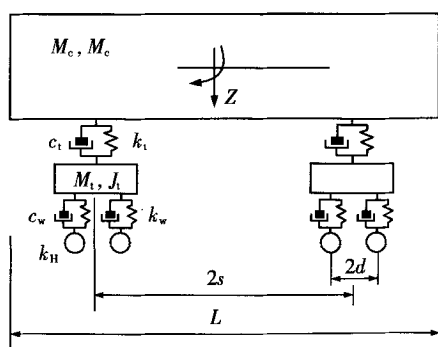 M_c, M_c
Z
c_t
k_t
M_t, J_t
c_w
k_w
k_H
2d
2s
L